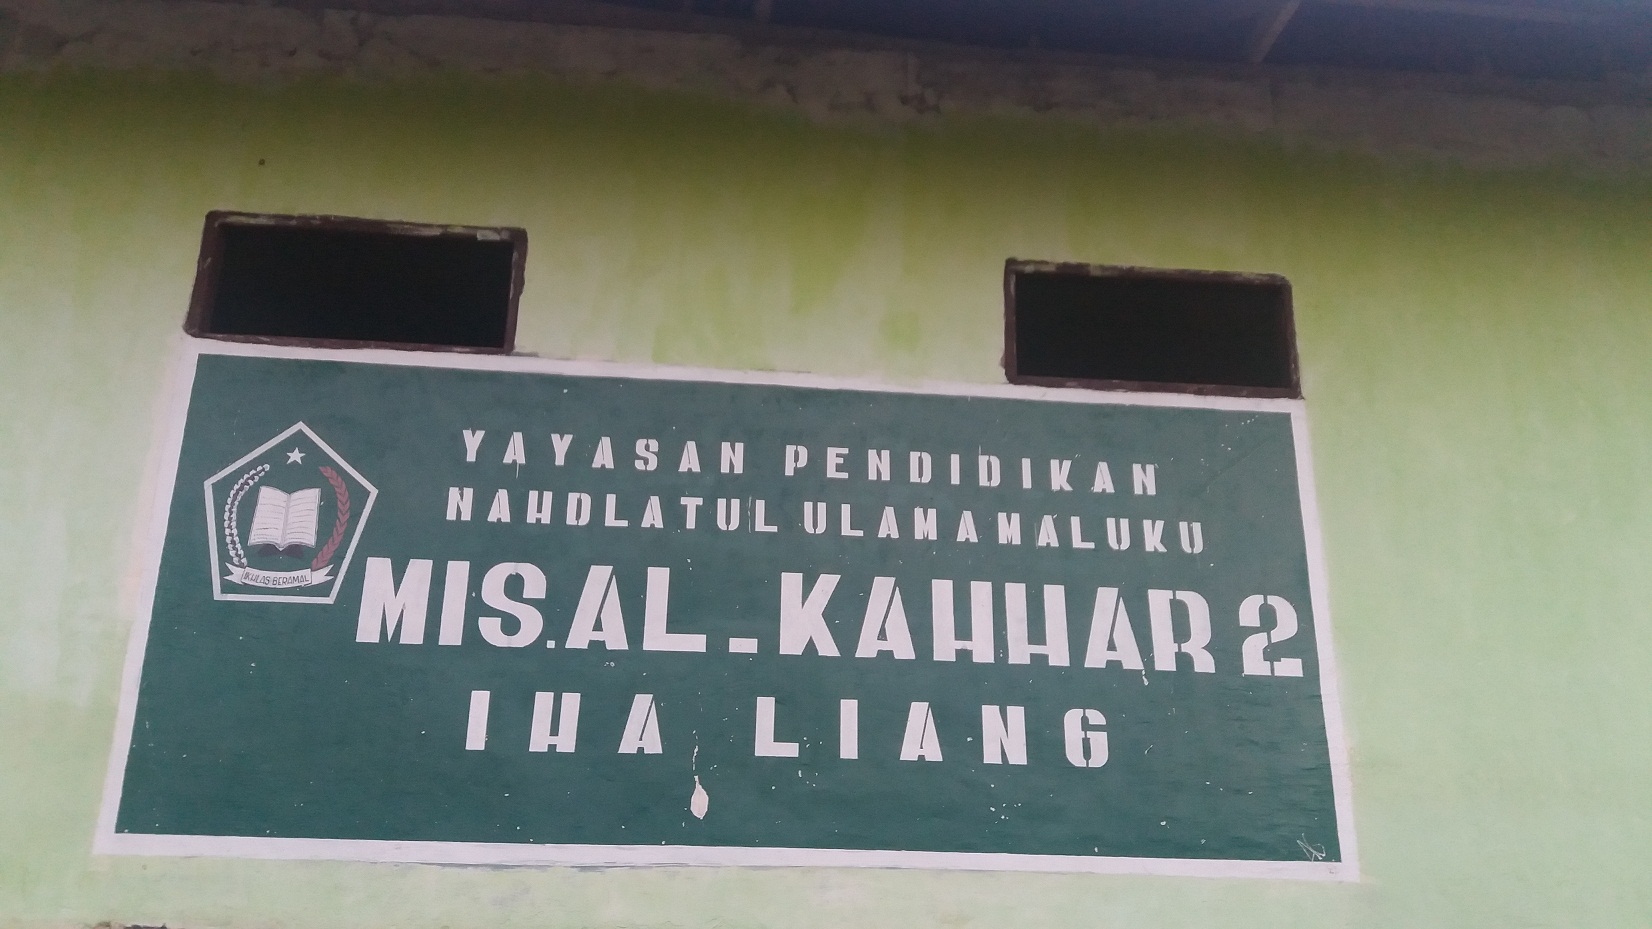 YAYASAN PENDIDIKAN
NAHDLATUL ULAMA MALUKU
IKHLAS BERAMAL
MIS.AL-KAHHAR 2
IHA LIANG